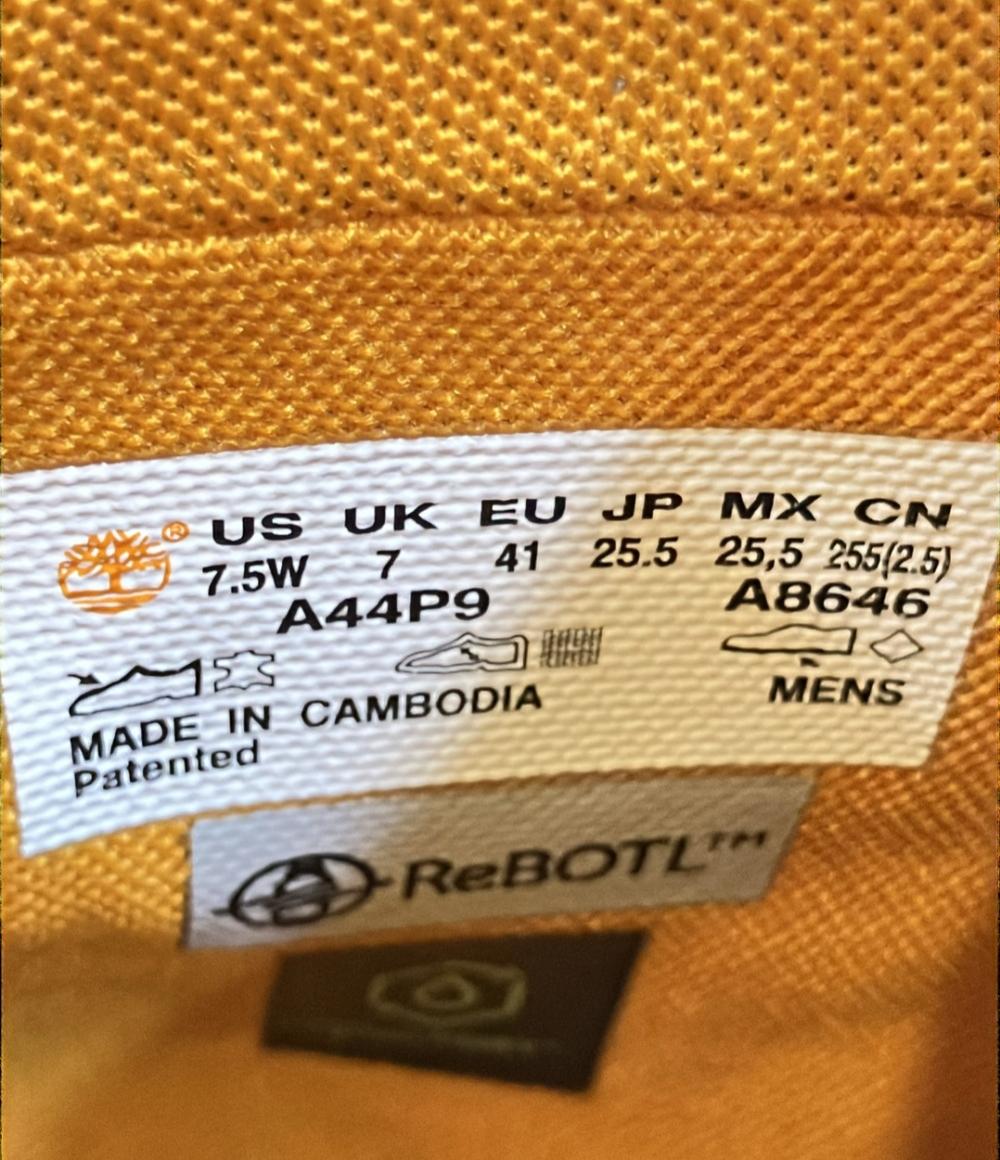 ® US UK EU JP MX CN
7.5W 7 41 25.5 25,5 255(2.5)
A44P9 A8646
MENS
MADE IN CAMBODIA
Patented
ReBOTL™